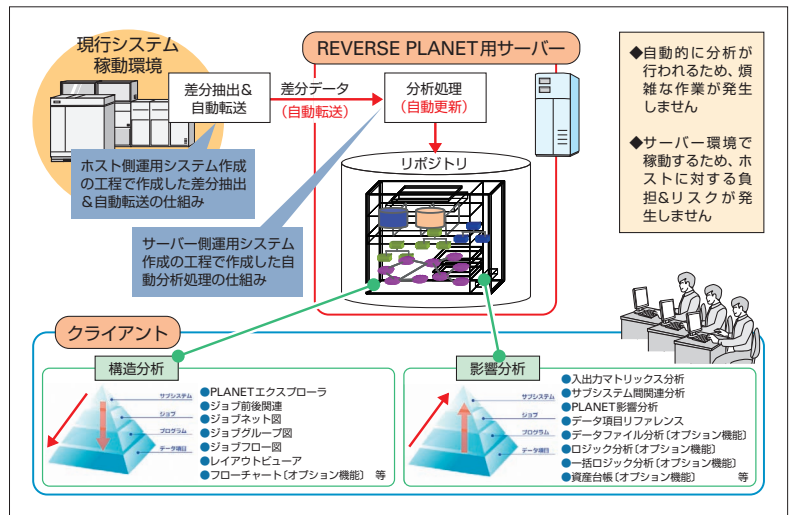 現行システム
稼動環境
差分抽出&
自動転送
差分データ
(自動転送)
REVERSE PLANET用サーバー
分析処理
(自動更新)
リポジトリ
ホスト側運用システム作成
の工程で作成した差分抽出
&自動転送の仕組み
サーバー側運用システム
作成の工程で作成した自
動分析処理の仕組み
◆自動的に分析が
行われるため、煩
雑な作業が発生
しません
◆サーバー環境で
稼動するため、ホ
ストに対する負
担&リスクが発
生しません
クライアント
構造分析
サブシステム
ジョブ
プログラム
データ項目
●PLANETエクスプローラ
●ジョブ前後関連
●ジョブネット図
●ジョブグループ図
●ジョブフロー図
●レイアウトビューア
●フローチャート〔オプション機能〕 等
影響分析
サブシステム
ジョブ
プログラム
データ項目
●入出力マトリックス分析
●サブシステム間関連分析
●PLANET影響分析
●データ項目リファレンス
●データファイル分析〔オプション機能〕
●ロジック分析〔オプション機能〕
●一括ロジック分析〔オプション機能〕
●資産台帳〔オプション機能〕 等